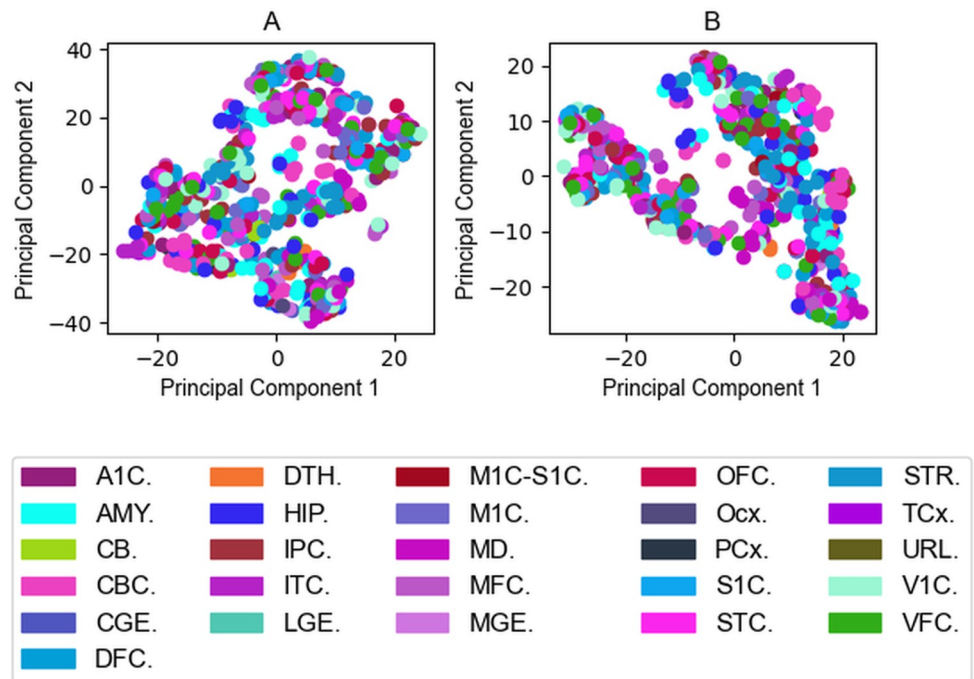 A
B
40
20
0
−20
−40
Principal Component 2
−20 0 20
Principal Component 1
20
10
0
−10
−20
Principal Component 2
−20 0 20
Principal Component 1
A1C. DTH. M1C-S1C. OFC. STR.
AMY. HIP. M1C. Ocx. TCx.
CB. IPC. MD. PCx. URL.
CBC. ITC. MFC. S1C. V1C.
CGE. LGE. MGE. STC. VFC.
DFC.